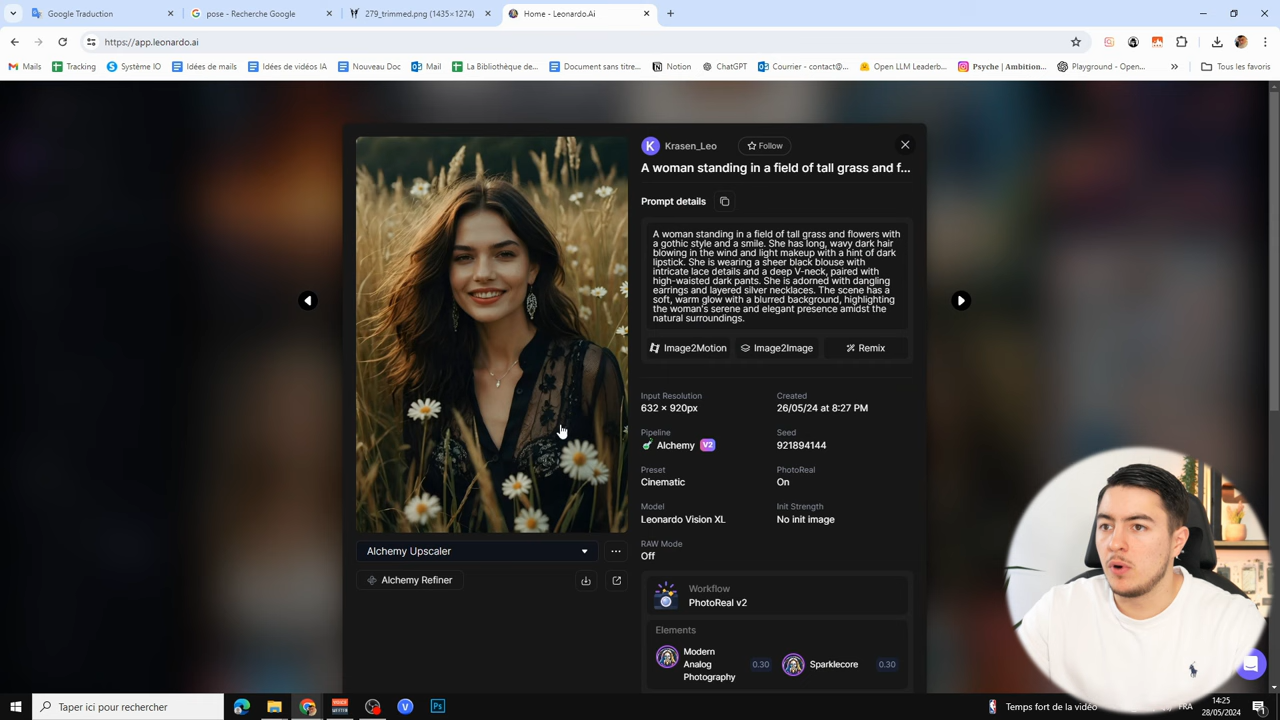 Google Traduction
pose - Recherche Google
279_trimmed.png (1435×1274)
Home - Leonardo.Ai
https://app.leonardo.ai
Mails
Tracking
Système IO
Idées de mails
Idées de vidéos IA
Nouveau Doc
Mail
La Bibliothèque de...
Document sans titre...
Notion
ChatGPT
Courrier - contact@...
Open LLM Leaderb...
Psyche | Ambition...
Playground - Open...
Tous les favoris
K
Krasen_Leo
Follow
A woman standing in a field of tall grass and f...
Prompt details
A woman standing in a field of tall grass and flowers with
a gothic style and a smile. She has long, wavy dark hair
blowing in the wind and light makeup with a hint of dark
lipstick. She is wearing a sheer black blouse with
intricate lace details and a deep V-neck, paired with
high-waisted dark pants. She is adorned with dangling
earrings and layered silver necklaces. The scene has a
soft, warm glow with a blurred background, highlighting
the woman's serene and elegant presence amidst the
natural surroundings.
Image2Motion
Image2Image
Remix
Input Resolution
632 × 920px
Created
26/05/24 at 8:27 PM
Pipeline
Alchemy V2
Seed
921894144
Preset
Cinematic
PhotoReal
On
Model
Leonardo Vision XL
Init Strength
No init image
RAW Mode
Off
Alchemy Upscaler
Alchemy Refiner
Workflow
PhotoReal v2
Elements
Modern
Analog
Photography
0.30
Sparklecore
0.30
Taper ici pour rechercher
Temps fort de la vidéo
FRA
14:25
28/05/2024